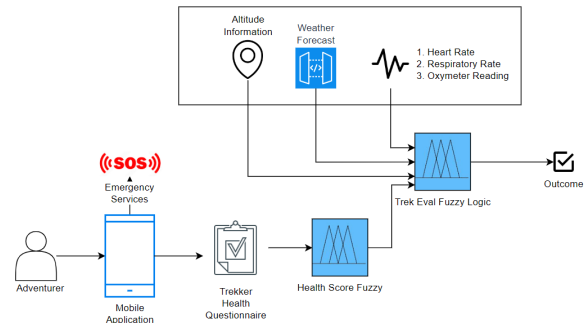 Altitude
Information
Weather
Forecast
1. Heart Rate
2. Respiratory Rate
3. Oxymeter Reading
((sos))
Emergency
Services
Trek Eval Fuzzy Logic
Outcome
Adventurer
Mobile
Application
Trekker
Health
Questionnaire
Health Score Fuzzy